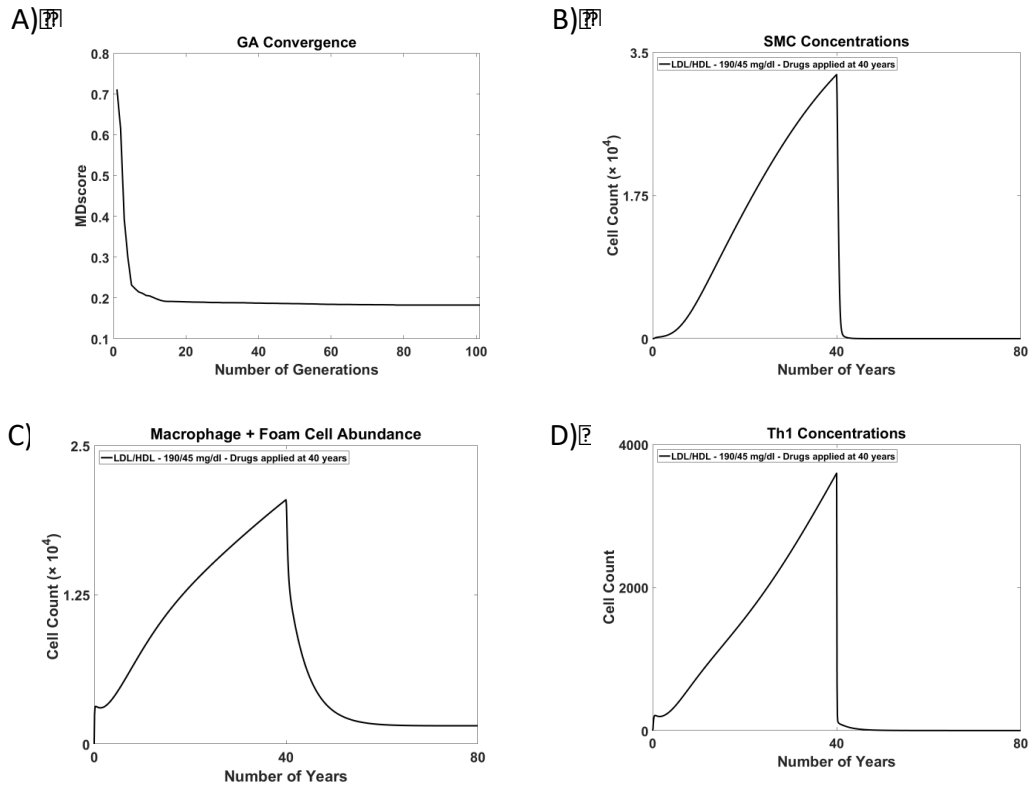 A)
GA Convergence
0.8
0.7
0.6
0.5
0.4
0.3
0.2
0.1
MDscore
0 20 40 60 80 100
Number of Generations
B)
SMC Concentrations
LDL/HDL - 190/45 mg/dl - Drugs applied at 40 years
3.5
1.75
0
Cell Count (× 10⁴)
0 40 80
Number of Years
C)
Macrophage + Foam Cell Abundance
LDL/HDL - 190/45 mg/dl - Drugs applied at 40 years
2.5
1.25
0
Cell Count (× 10⁴)
0 40 80
Number of Years
D)
Th1 Concentrations
LDL/HDL - 190/45 mg/dl - Drugs applied at 40 years
4000
2000
0
Cell Count
0 40 80
Number of Years